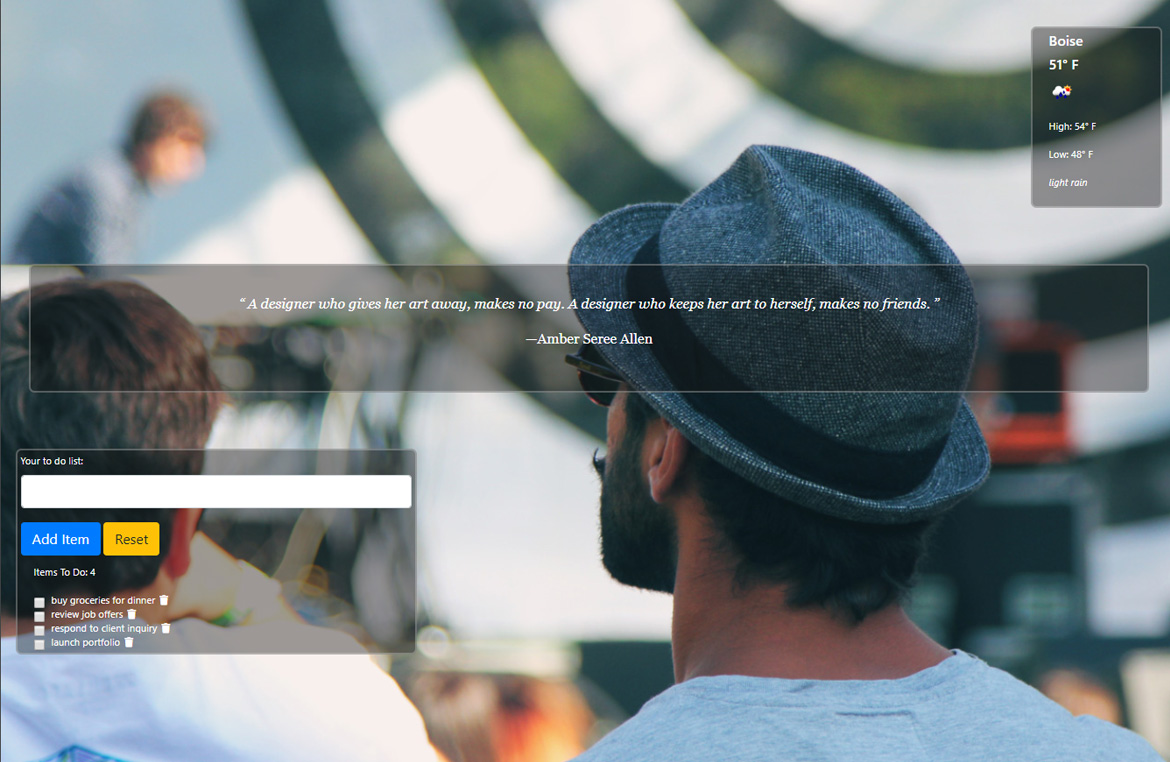 Boise
51° F
High: 54° F
Low: 48° F
light rain
“ A designer who gives her art away, makes no pay. A designer who keeps her art to herself, makes no friends. ”
—Amber Seree Allen
Your to do list:
Add Item Reset
Items To Do: 4
buy groceries for dinner
review job offers
respond to client inquiry
launch portfolio